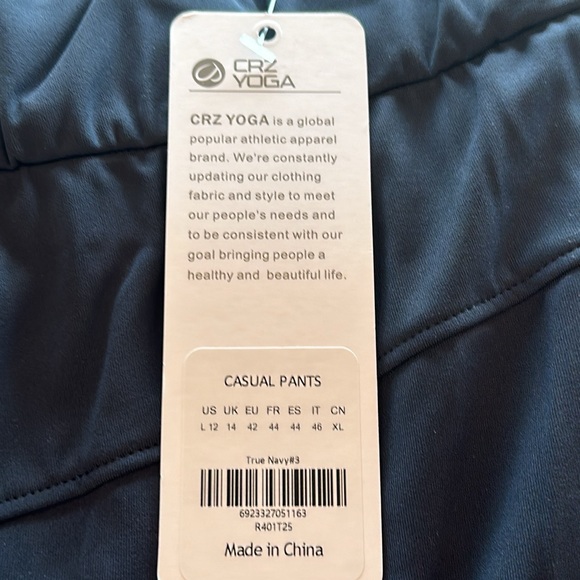 CRZ
YOGA
CRZ YOGA is a global
popular athletic apparel
brand. We're constantly
updating our clothing
fabric and style to meet
our people's needs and
to be consistent with our
goal bringing people a
healthy and beautiful life.
CASUAL PANTS
US UK EU FR ES IT CN
L 12 14 42 44 44 46 XL
True Navy#3
6923327051163
R401T25
Made in China